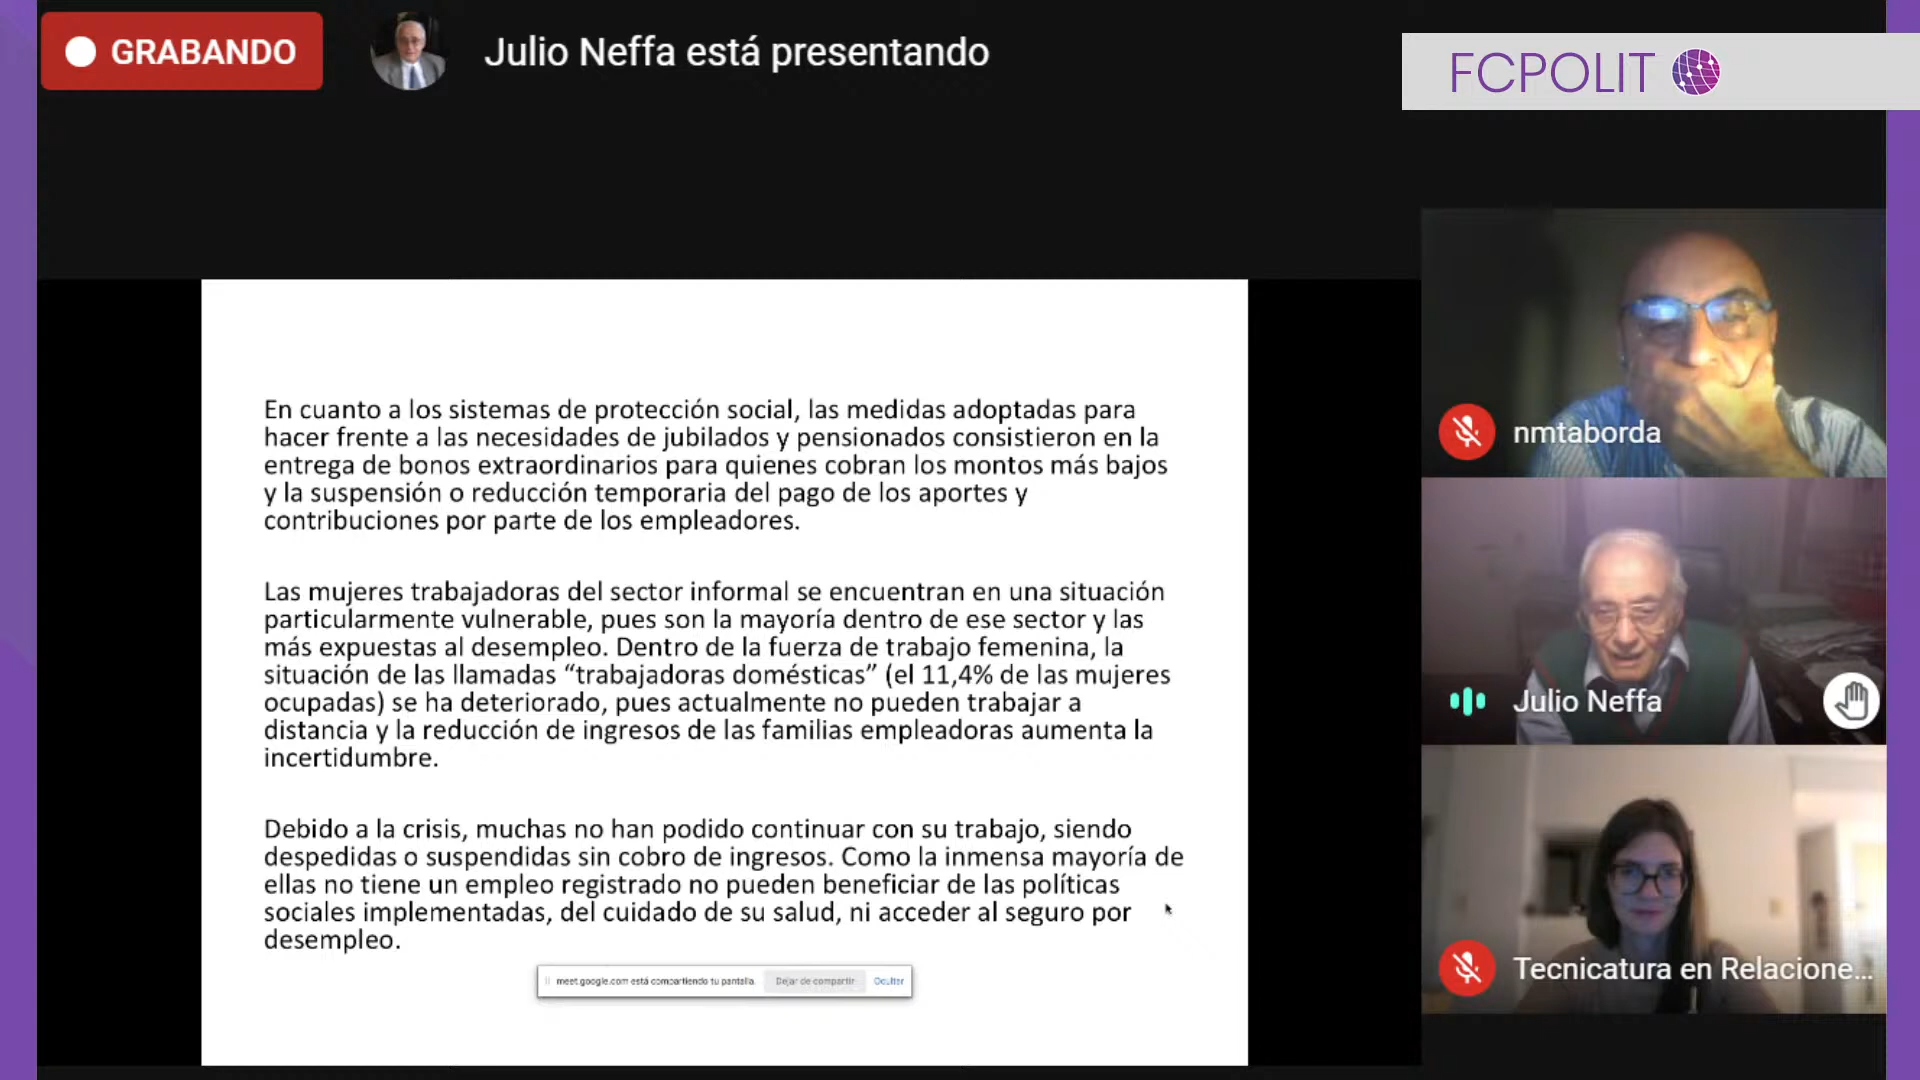 GRABANDO
Julio Neffa está presentando
FCPOLIT
En cuanto a los sistemas de protección social, las medidas adoptadas para
hacer frente a las necesidades de jubilados y pensionados consistieron en la
entrega de bonos extraordinarios para quienes cobran los montos más bajos
y la suspensión o reducción temporaria del pago de los aportes y
contribuciones por parte de los empleadores.
Las mujeres trabajadoras del sector informal se encuentran en una situación
particularmente vulnerable, pues son la mayoría dentro de ese sector y las
más expuestas al desempleo. Dentro de la fuerza de trabajo femenina, la
situación de las llamadas “trabajadoras domésticas” (el 11,4% de las mujeres
ocupadas) se ha deteriorado, pues actualmente no pueden trabajar a
distancia y la reducción de ingresos de las familias empleadoras aumenta la
incertidumbre.
Debido a la crisis, muchas no han podido continuar con su trabajo, siendo
despedidas o suspendidas sin cobro de ingresos. Como la inmensa mayoría de
ellas no tiene un empleo registrado no pueden beneficiar de las políticas
sociales implementadas, del cuidado de su salud, ni acceder al seguro por
desempleo.
meet.google.com está compartiendo tu pantalla. Dejar de compartir Ocultar
nmtaborda
Julio Neffa
Tecnicatura en Relacione...